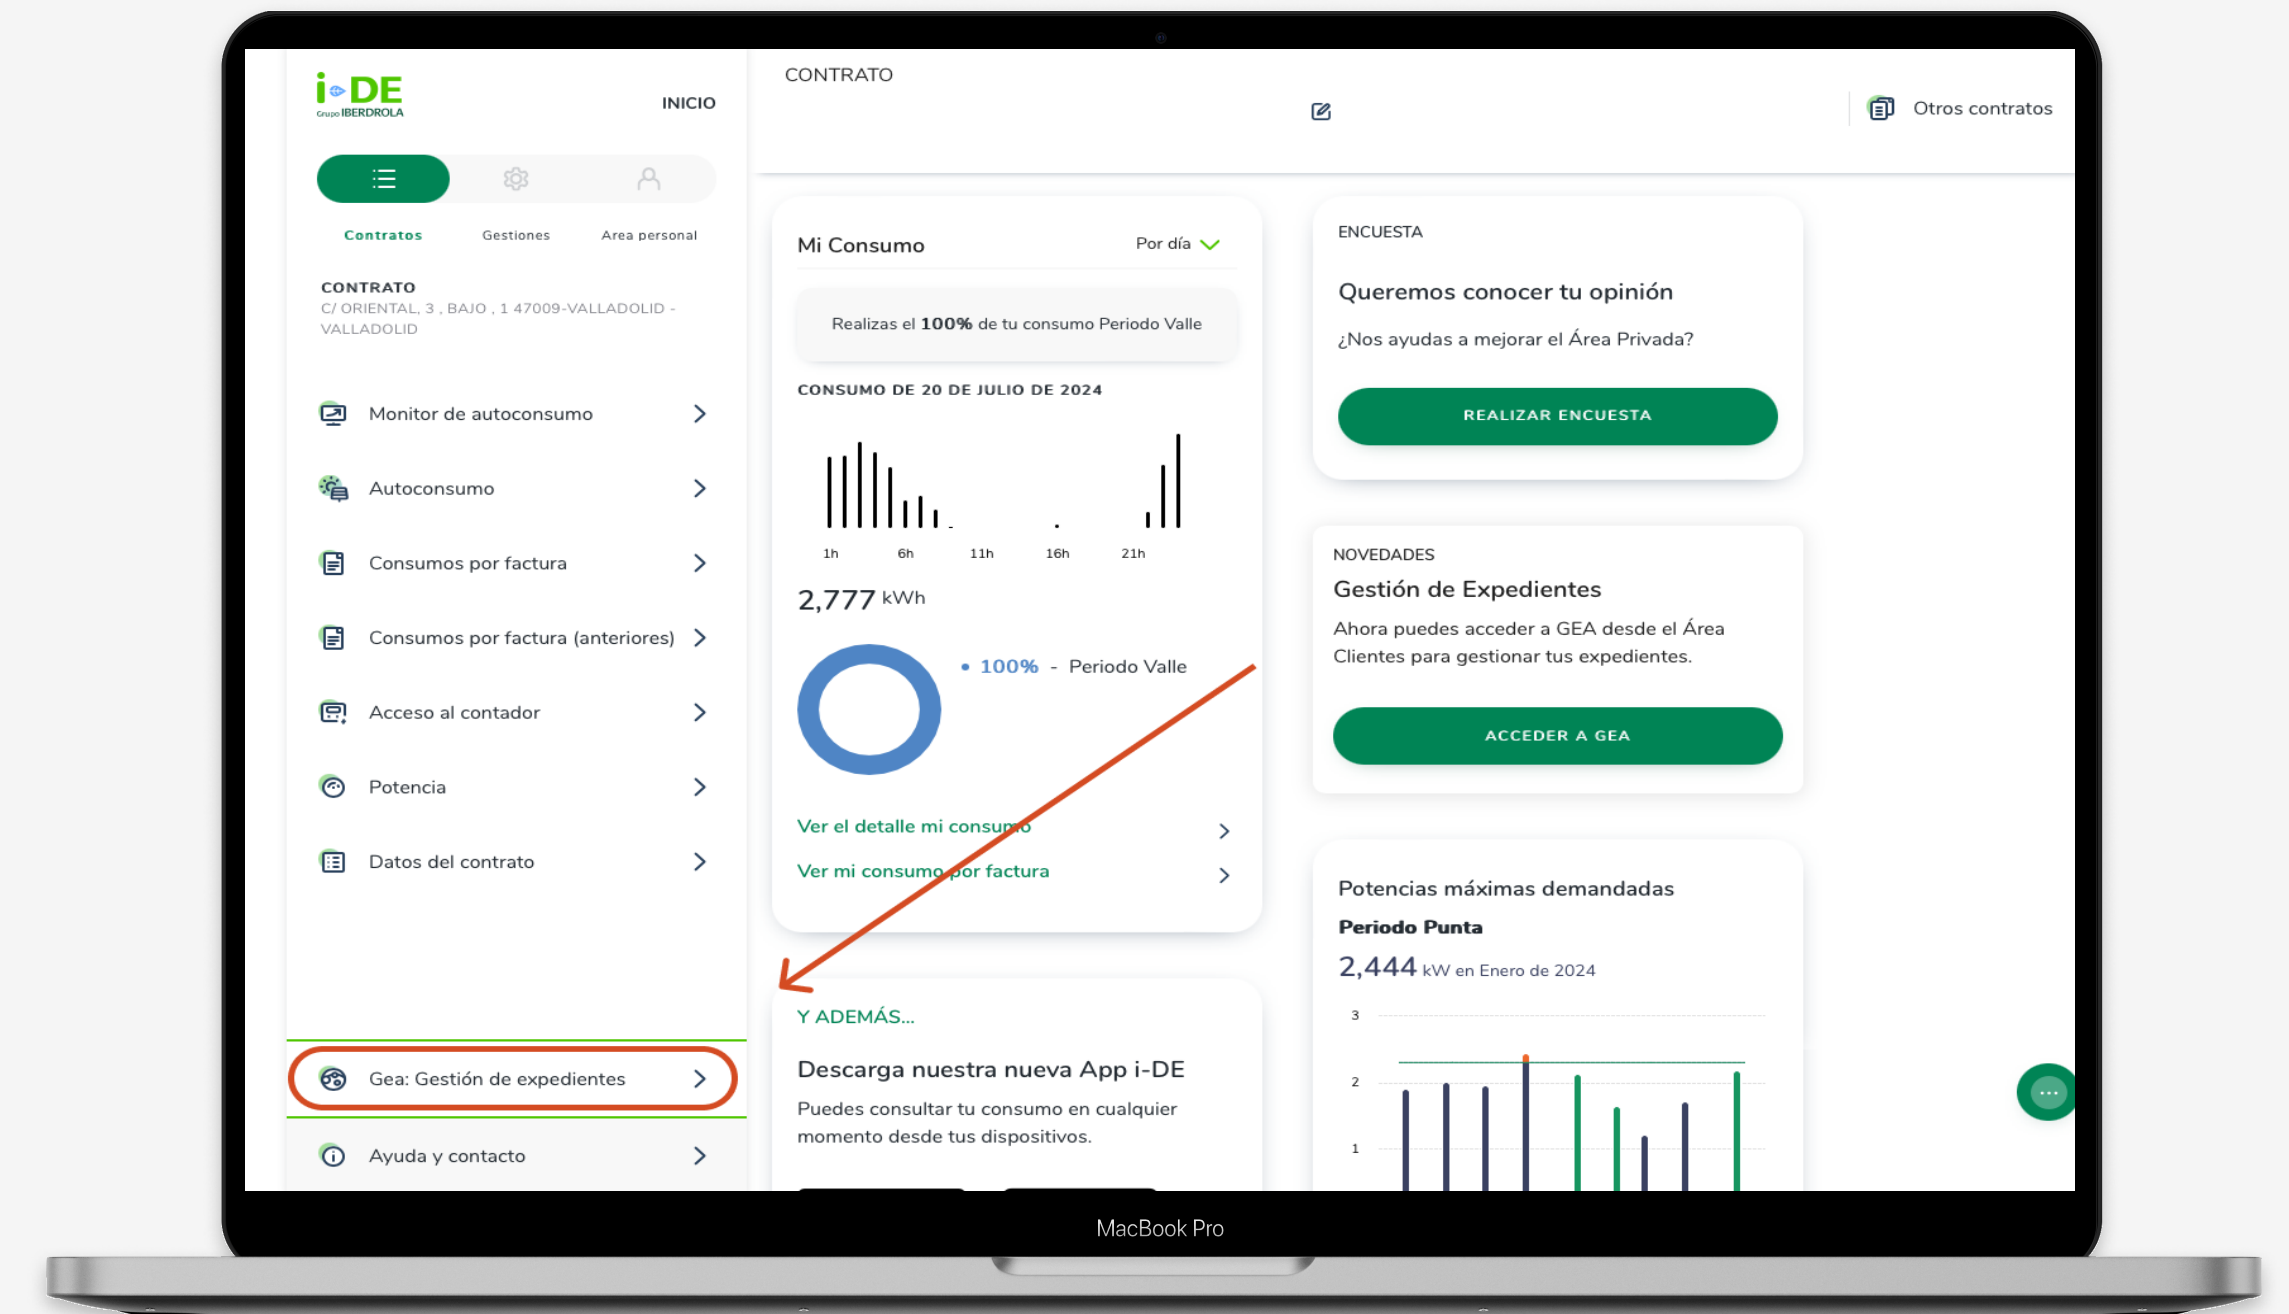 i-DE
Grupo IBERDROLA
INICIO
Contratos
Gestiones
Area personal
CONTRATO
C/ ORIENTAL, 3 , BAJO , 1 47009-VALLADOLID -
VALLADOLID
Monitor de autoconsumo
Autoconsumo
Consumos por factura
Consumos por factura (anteriores)
Acceso al contador
Potencia
Datos del contrato
Gea: Gestión de expedientes
Ayuda y contacto
CONTRATO
Otros contratos
Mi Consumo
Por día
Realizas el 100% de tu consumo Periodo Valle
CONSUMO DE 20 DE JULIO DE 2024
1h 6h 11h 16h 21h
2,777 kWh
• 100% - Periodo Valle
Ver el detalle mi consumo
Ver mi consumo por factura
Y ADEMÁS...
Descarga nuestra nueva App i-DE
Puedes consultar tu consumo en cualquier
momento desde tus dispositivos.
ENCUESTA
Queremos conocer tu opinión
¿Nos ayudas a mejorar el Área Privada?
REALIZAR ENCUESTA
NOVEDADES
Gestión de Expedientes
Ahora puedes acceder a GEA desde el Área
Clientes para gestionar tus expedientes.
ACCEDER A GEA
Potencias máximas demandadas
Periodo Punta
2,444 kW en Enero de 2024
3
2
1
...
MacBook Pro